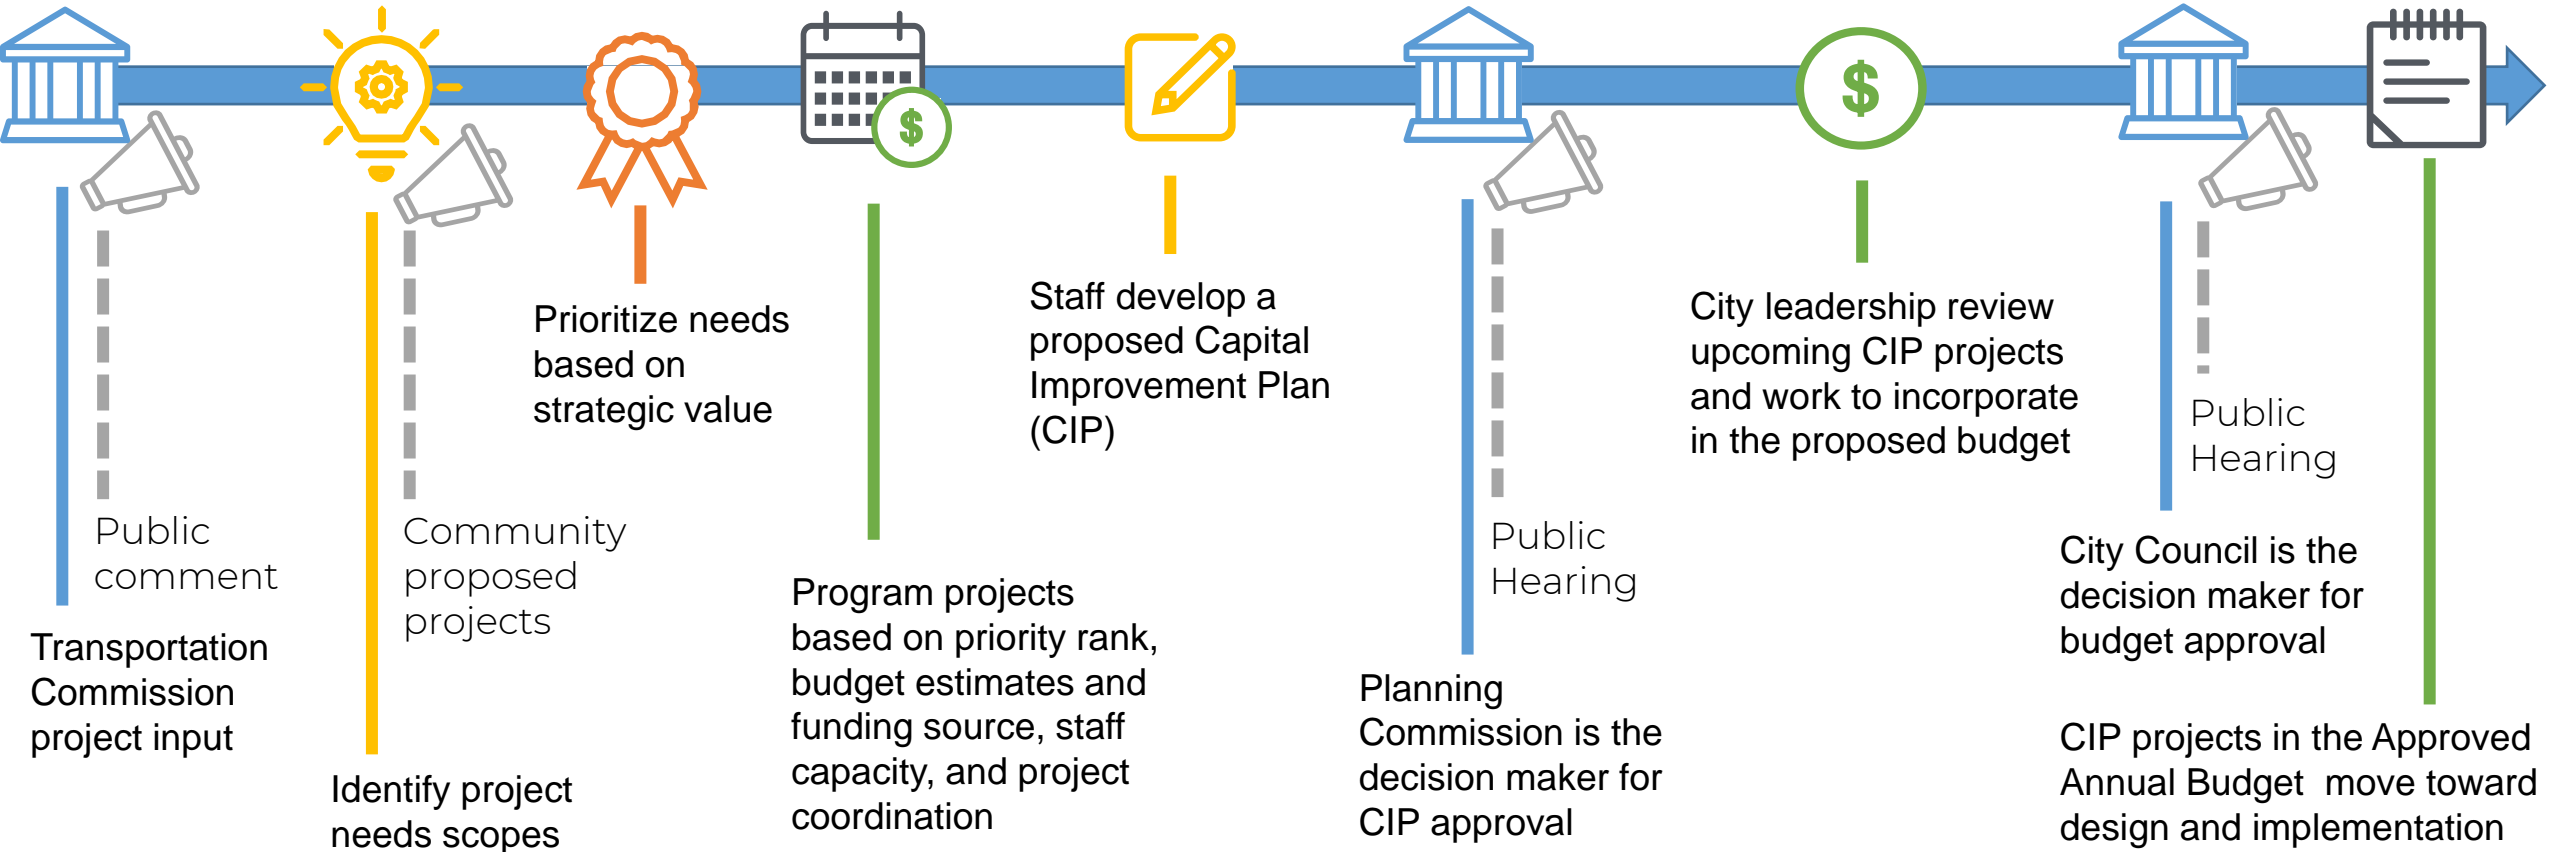 Public
comment
Transportation
Commission
project input
Community
proposed
projects
Identify project
needs scopes
Prioritize needs
based on
strategic value
$
Program projects
based on priority rank,
budget estimates and
funding source, staff
capacity, and project
coordination
Staff develop a
proposed Capital
Improvement Plan
(CIP)
Public
Hearing
Planning
Commission is the
decision maker for
CIP approval
$
City leadership review
upcoming CIP projects
and work to incorporate
in the proposed budget
Public
Hearing
City Council is the
decision maker for
budget approval
CIP projects in the Approved
Annual Budget  move toward
design and implementation